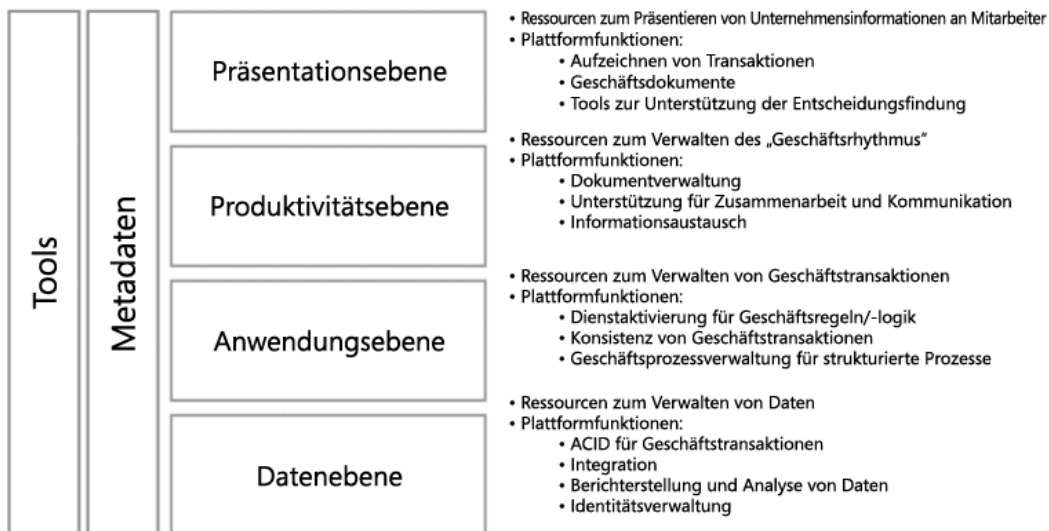 Tools
Metadaten
Präsentationsebene
• Ressourcen zum Präsentieren von Unternehmensinformationen an Mitarbeiter
• Plattformfunktionen:
• Aufzeichnen von Transaktionen
• Geschäftsdokumente
• Tools zur Unterstützung der Entscheidungsfindung
Produktivitätsebene
• Ressourcen zum Verwalten des „Geschäftsrhythmus“
• Plattformfunktionen:
• Dokumentverwaltung
• Unterstützung für Zusammenarbeit und Kommunikation
• Informationsaustausch
Anwendungsebene
• Ressourcen zum Verwalten von Geschäftstransaktionen
• Plattformfunktionen:
• Dienstaktivierung für Geschäftsregeln/-logik
• Konsistenz von Geschäftstransaktionen
• Geschäftsprozessverwaltung für strukturierte Prozesse
Datenebene
• Ressourcen zum Verwalten von Daten
• Plattformfunktionen:
• ACID für Geschäftstransaktionen
• Integration
• Berichterstellung und Analyse von Daten
• Identitätsverwaltung